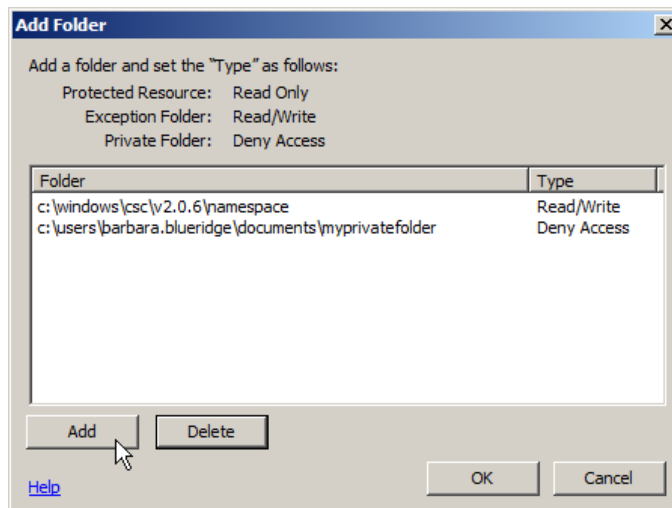 Add Folder
Add a folder and set the “Type” as follows:
Protected Resource: Read Only
Exception Folder: Read/Write
Private Folder: Deny Access
Folder Type
c:\windows\csc\v2.0.6\namespace Read/Write
c:\users\barbara.blueridge\documents\myprivatefolder Deny Access
Add Delete
OK Cancel
Help